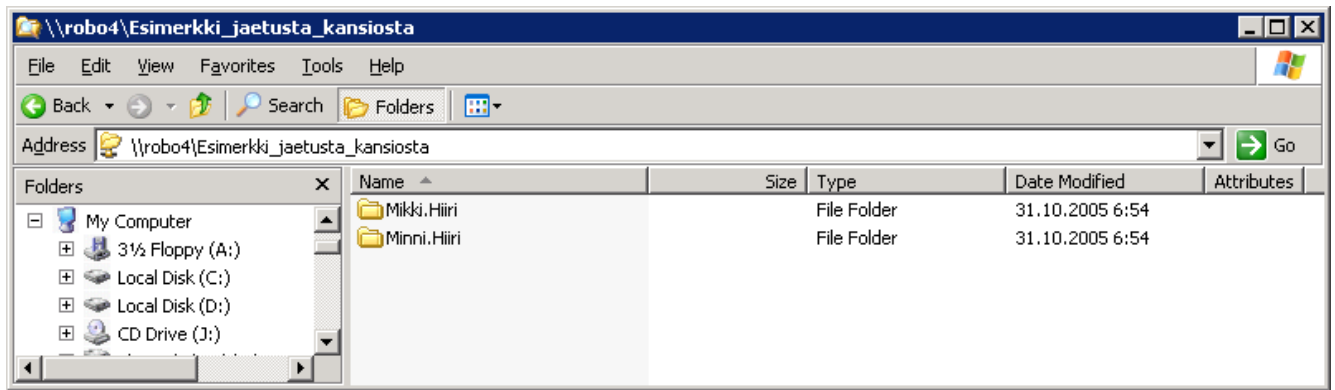 \\robo4\Esimerkki_jaetusta_kansiosta
File Edit View Favorites Tools Help
Back Search Folders
Address \\robo4\Esimerkki_jaetusta_kansiosta Go
Folders x
My Computer
3½ Floppy (A:)
Local Disk (C:)
Local Disk (D:)
CD Drive (J:)
Name Size Type Date Modified Attributes
Mikki.Hiiri File Folder 31.10.2005 6:54
Minni.Hiiri File Folder 31.10.2005 6:54